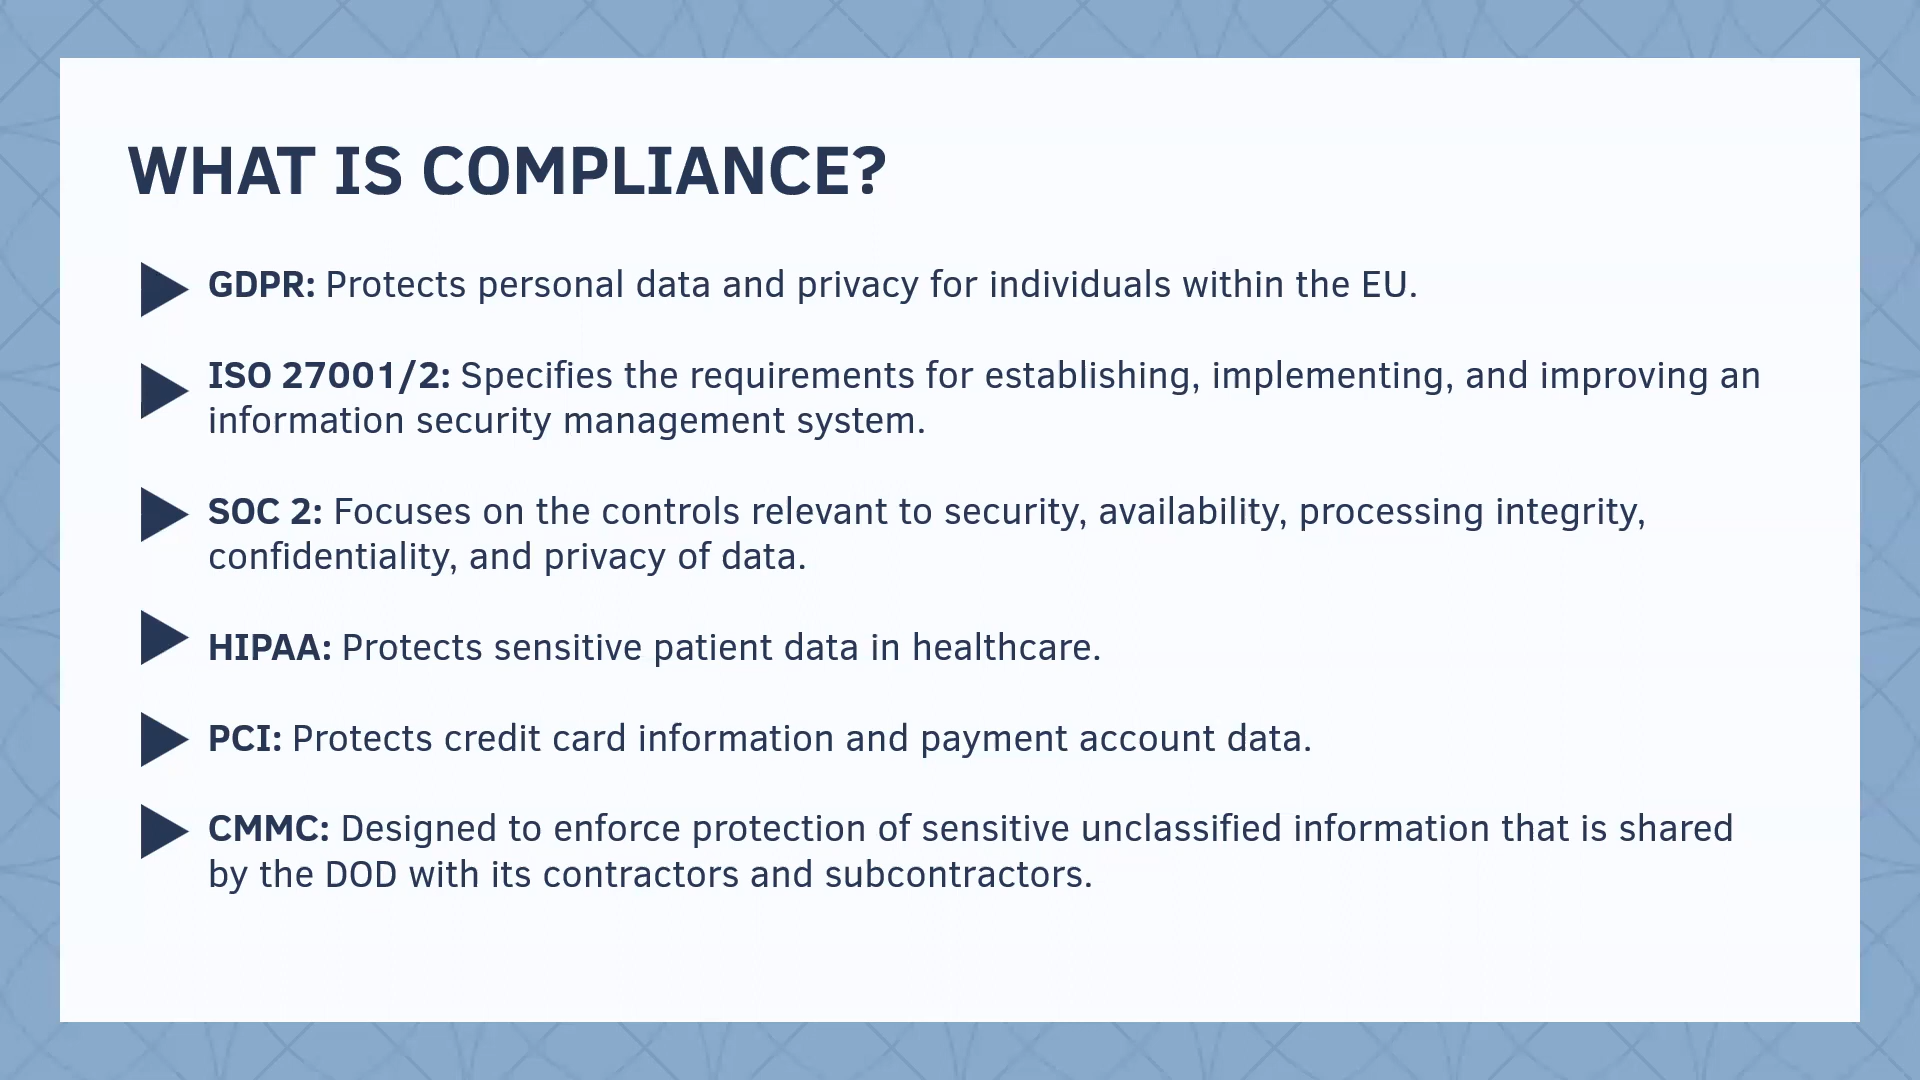 WHAT IS COMPLIANCE?
GDPR: Protects personal data and privacy for individuals within the EU.
ISO 27001/2: Specifies the requirements for establishing, implementing, and improving an
information security management system.
SOC 2: Focuses on the controls relevant to security, availability, processing integrity,
confidentiality, and privacy of data.
HIPAA: Protects sensitive patient data in healthcare.
PCI: Protects credit card information and payment account data.
CMMC: Designed to enforce protection of sensitive unclassified information that is shared
by the DOD with its contractors and subcontractors.